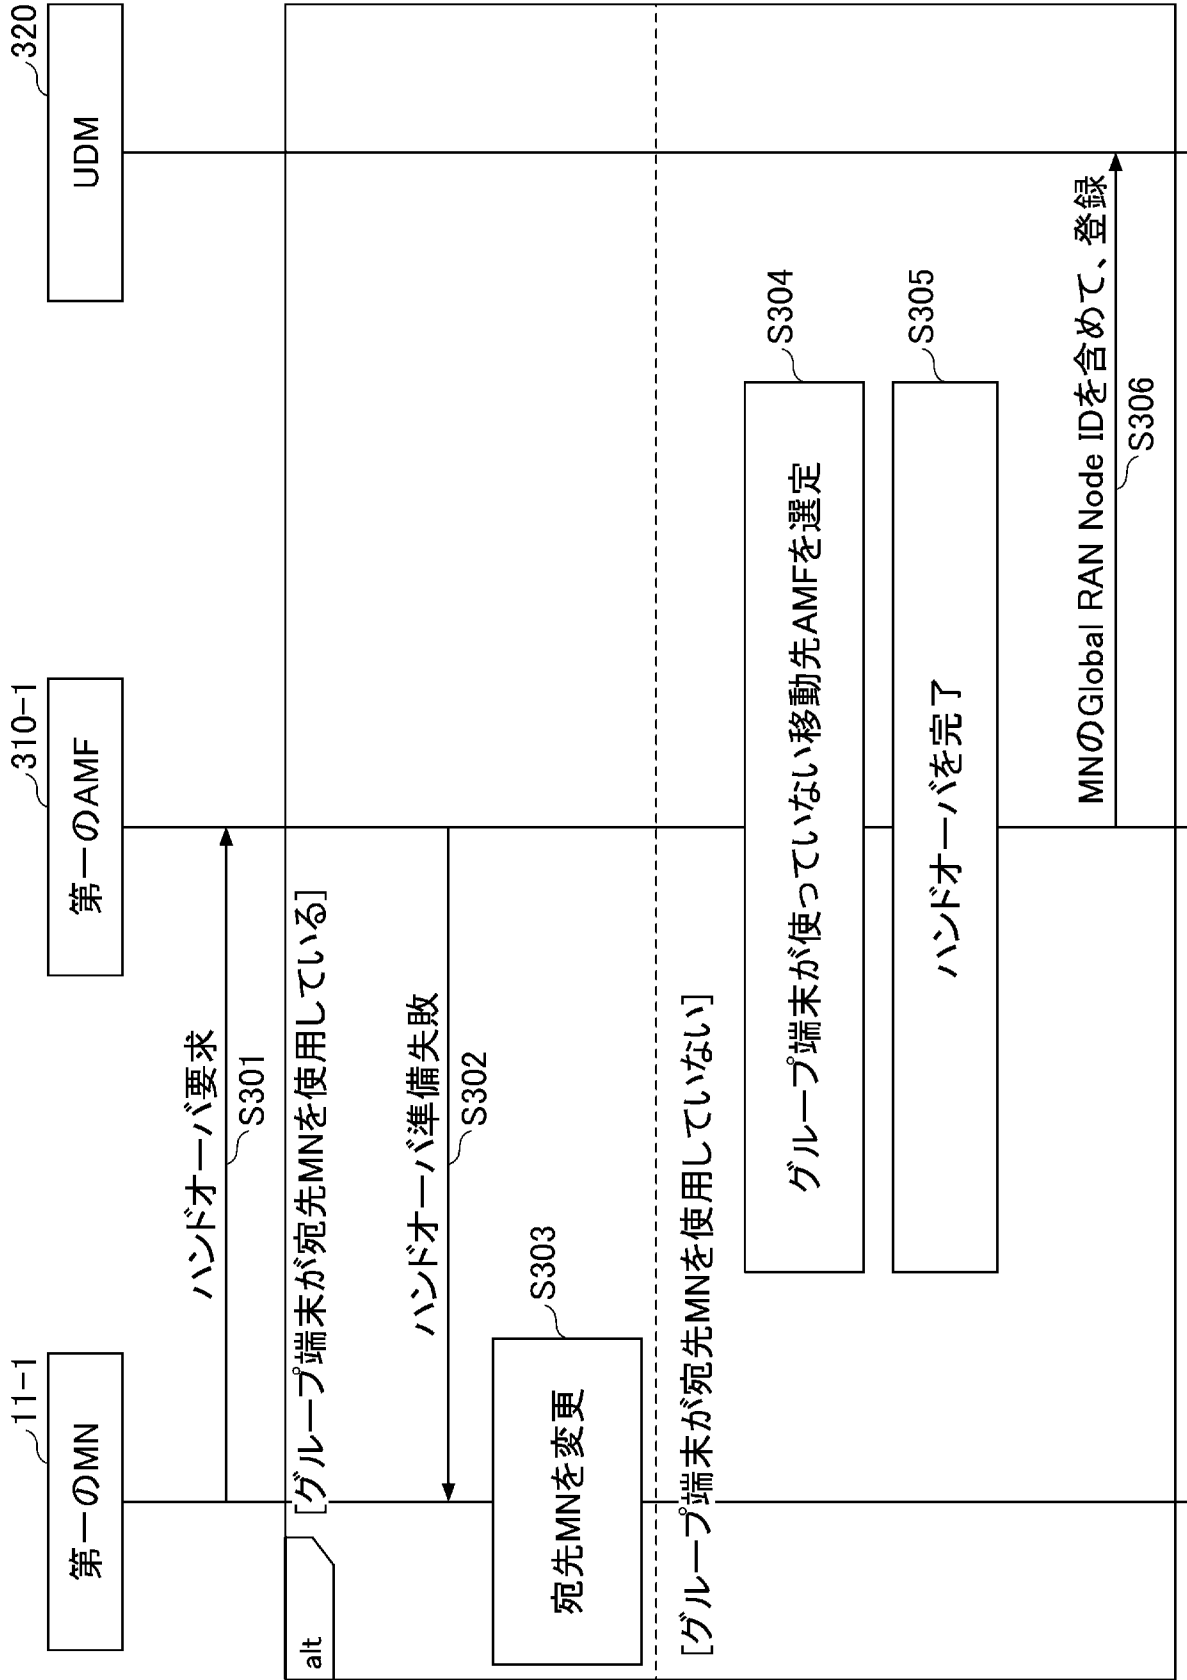 第一のMN
11-1
第一のAMF
310-1
UDM
320
ハンドオーバ要求
S301
alt
[グループ端末が宛先MNを使用している]
ハンドオーバ準備失敗
S302
宛先MNを変更
S303
[グループ端末が宛先MNを使用していない]
グループ端末が使っていない移動先AMFを選定
S304
ハンドオーバを完了
S305
MNのGlobal RAN Node IDを含めて、登録
S306